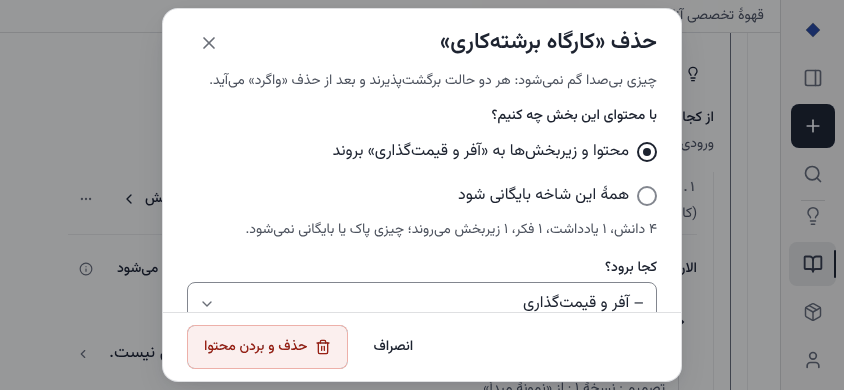 قهوهٔ تخصصی
حذف «کارگاه برشته‌کاری»
چیزی بی‌صدا گم نمی‌شود: هر دو حالت برگشت‌پذیرند و بعد از حذف «واگرد» می‌آید.
با محتوای این بخش چه کنیم؟
محتوا و زیربخش‌ها به «آفر و قیمت‌گذاری» بروند
همهٔ این شاخه بایگانی شود
۴ دانش، ۱ یادداشت، ۱ فکر، ۱ زیربخش می‌روند؛ چیزی پاک یا بایگانی نمی‌شود.
کجا برود؟
– آفر و قیمت‌گذاری
انصراف
حذف و بردن محتوا
از کجا
ورودی
۱.
می‌شود
نیست.